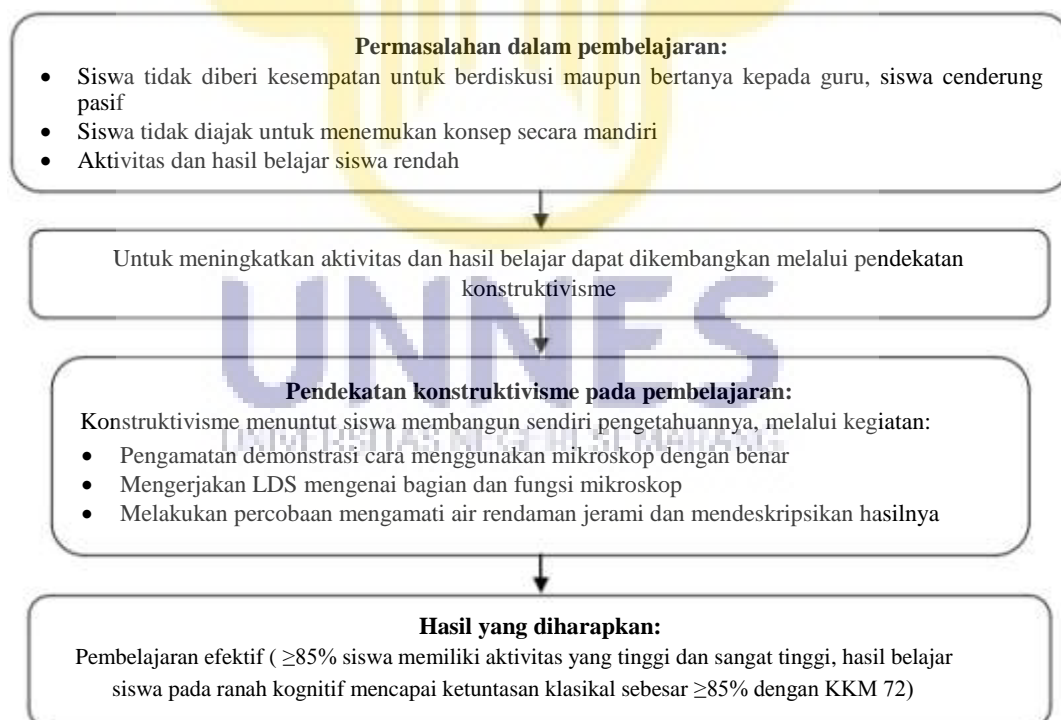 Permasalahan dalam pembelajaran:
• Siswa tidak diberi kesempatan untuk berdiskusi maupun bertanya kepada guru, siswa cenderung
pasif
• Siswa tidak diajak untuk menemukan konsep secara mandiri
• Aktivitas dan hasil belajar siswa rendah
Untuk meningkatkan aktivitas dan hasil belajar dapat dikembangkan melalui pendekatan
konstruktivisme
UNNES
Pendekatan konstruktivisme pada pembelajaran:
Konstruktivisme menuntut siswa membangun sendiri pengetahuannya, melalui kegiatan:
UNIVERSITAS NEGERI SEMARANG
• Pengamatan demonstrasi cara menggunakan mikroskop dengan benar
• Mengerjakan LDS mengenai bagian dan fungsi mikroskop
• Melakukan percobaan mengamati air rendaman jerami dan mendeskripsikan hasilnya
Hasil yang diharapkan:
Pembelajaran efektif ( ≥85% siswa memiliki aktivitas yang tinggi dan sangat tinggi, hasil belajar
siswa pada ranah kognitif mencapai ketuntasan klasikal sebesar ≥85% dengan KKM 72)